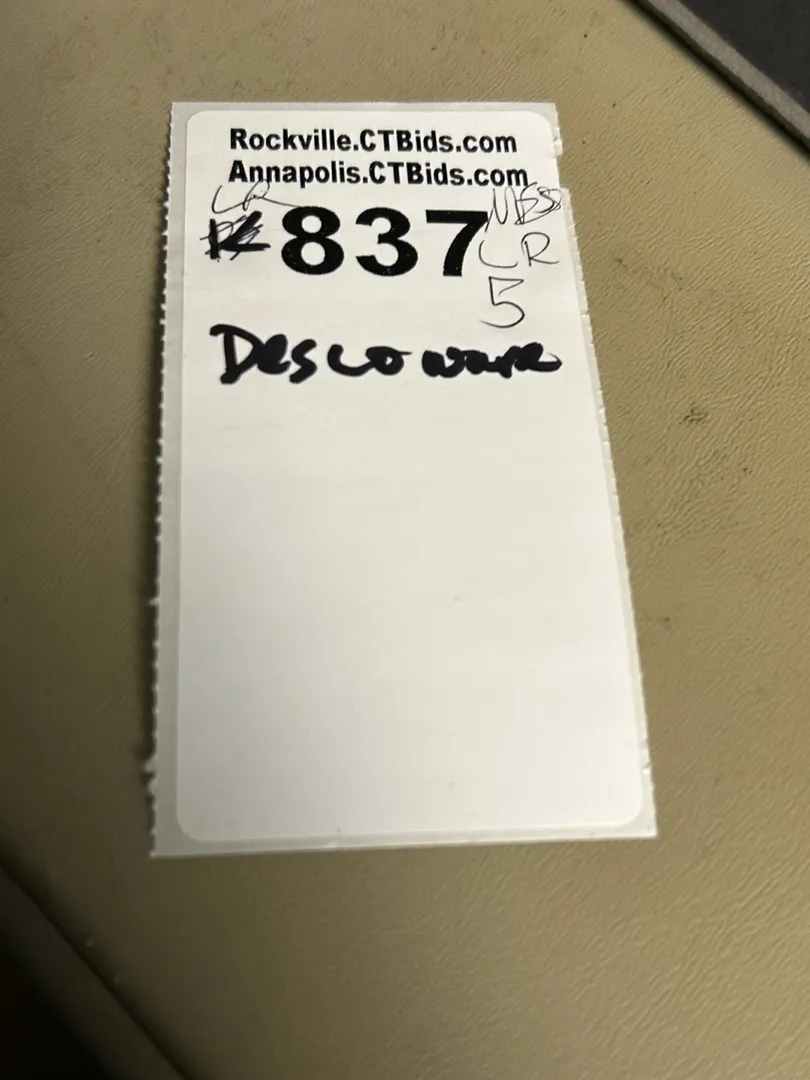 Rockville.CTBids.com
Annapolis.CTBids.com
LR
837
LR
5
Descoware